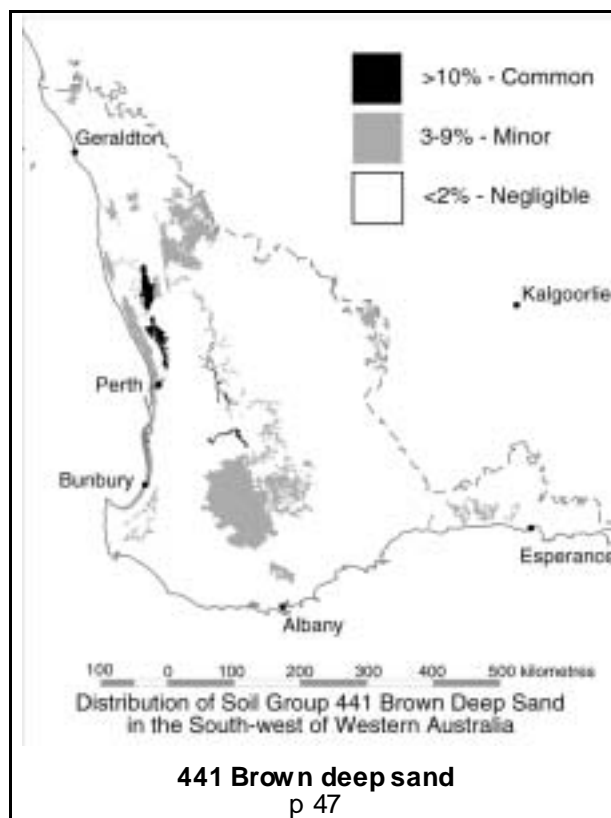 >10% - Common
3-9% - Minor
<2% - Negligible
Geraldton
Kalgoorlie
Perth
Bunbury
Esperance
Albany
100 0 100 200 300 400 500 kilometres
Distribution of Soil Group 441 Brown Deep Sand
in the South-west of Western Australia
441 Brown deep sand
p 47